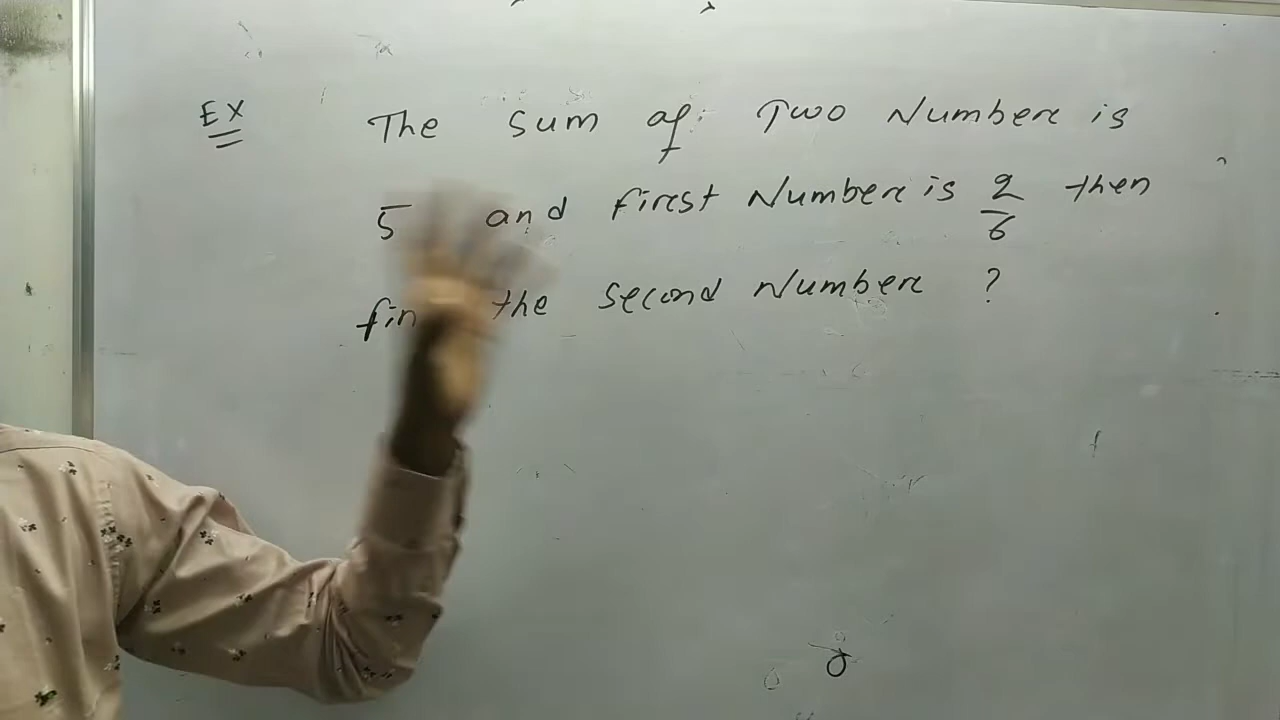 EX The Sum of Two Number is
5 and first Number is 2/6 then
the Second Number ?